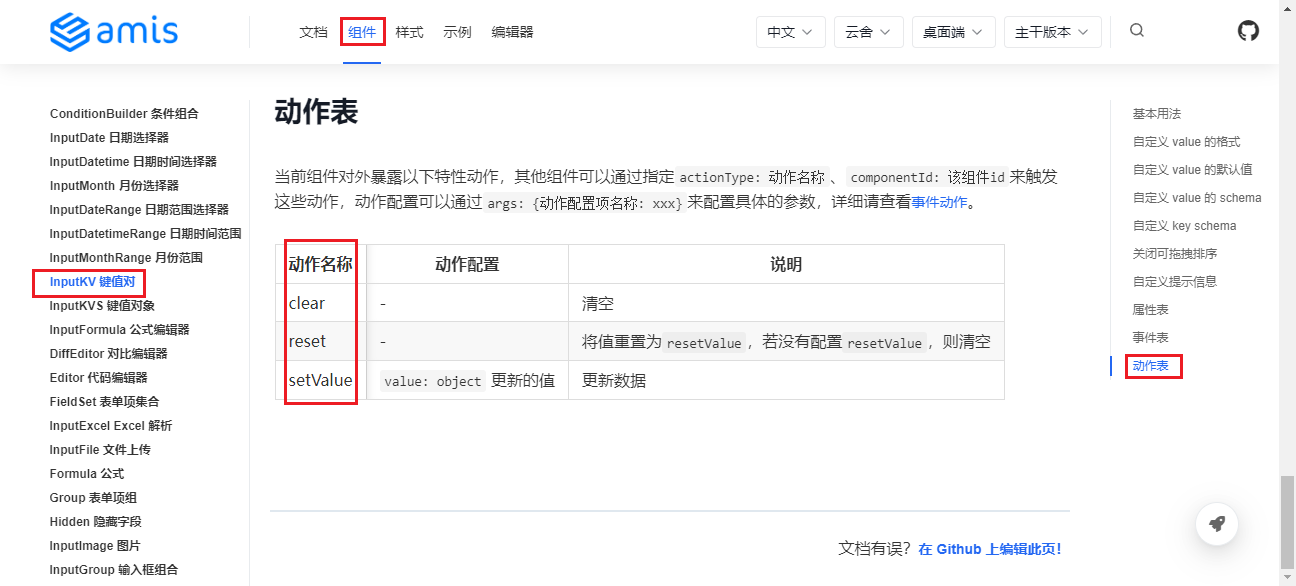 amis
文档 组件 样式 示例 编辑器
中文 云舍 桌面端 主干版本
ConditionBuilder 条件组合
InputDate 日期选择器
InputDatetime 日期时间选择器
InputMonth 月份选择器
InputDateRange 日期范围选择器
InputDatetimeRange 日期时间范围
InputMonthRange 月份范围
InputKV 键值对
InputKVS 键值对象
InputFormula 公式编辑器
DiffEditor 对比编辑器
Editor 代码编辑器
FieldSet 表单项集合
InputExcel Excel 解析
InputFile 文件上传
Formula 公式
Group 表单项组
Hidden 隐藏字段
InputImage 图片
InputGroup 输入框组合
动作表
当前组件对外暴露以下特性动作，其他组件可以通过指定 actionType: 动作名称 、 componentId: 该组件id 来触发
这些动作，动作配置可以通过 args: {动作配置项名称: xxx} 来配置具体的参数，详细请查看事件动作。
动作名称 动作配置 说明
clear - 清空
reset - 将值重置为 resetValue ，若没有配置 resetValue ，则清空
setValue value: object 更新的值 更新数据
文档有误？在 Github 上编辑此页！
基本用法
自定义 value 的格式
自定义 value 的默认值
自定义 value 的 schema
自定义 key schema
关闭可拖拽排序
自定义提示信息
属性表
事件表
动作表